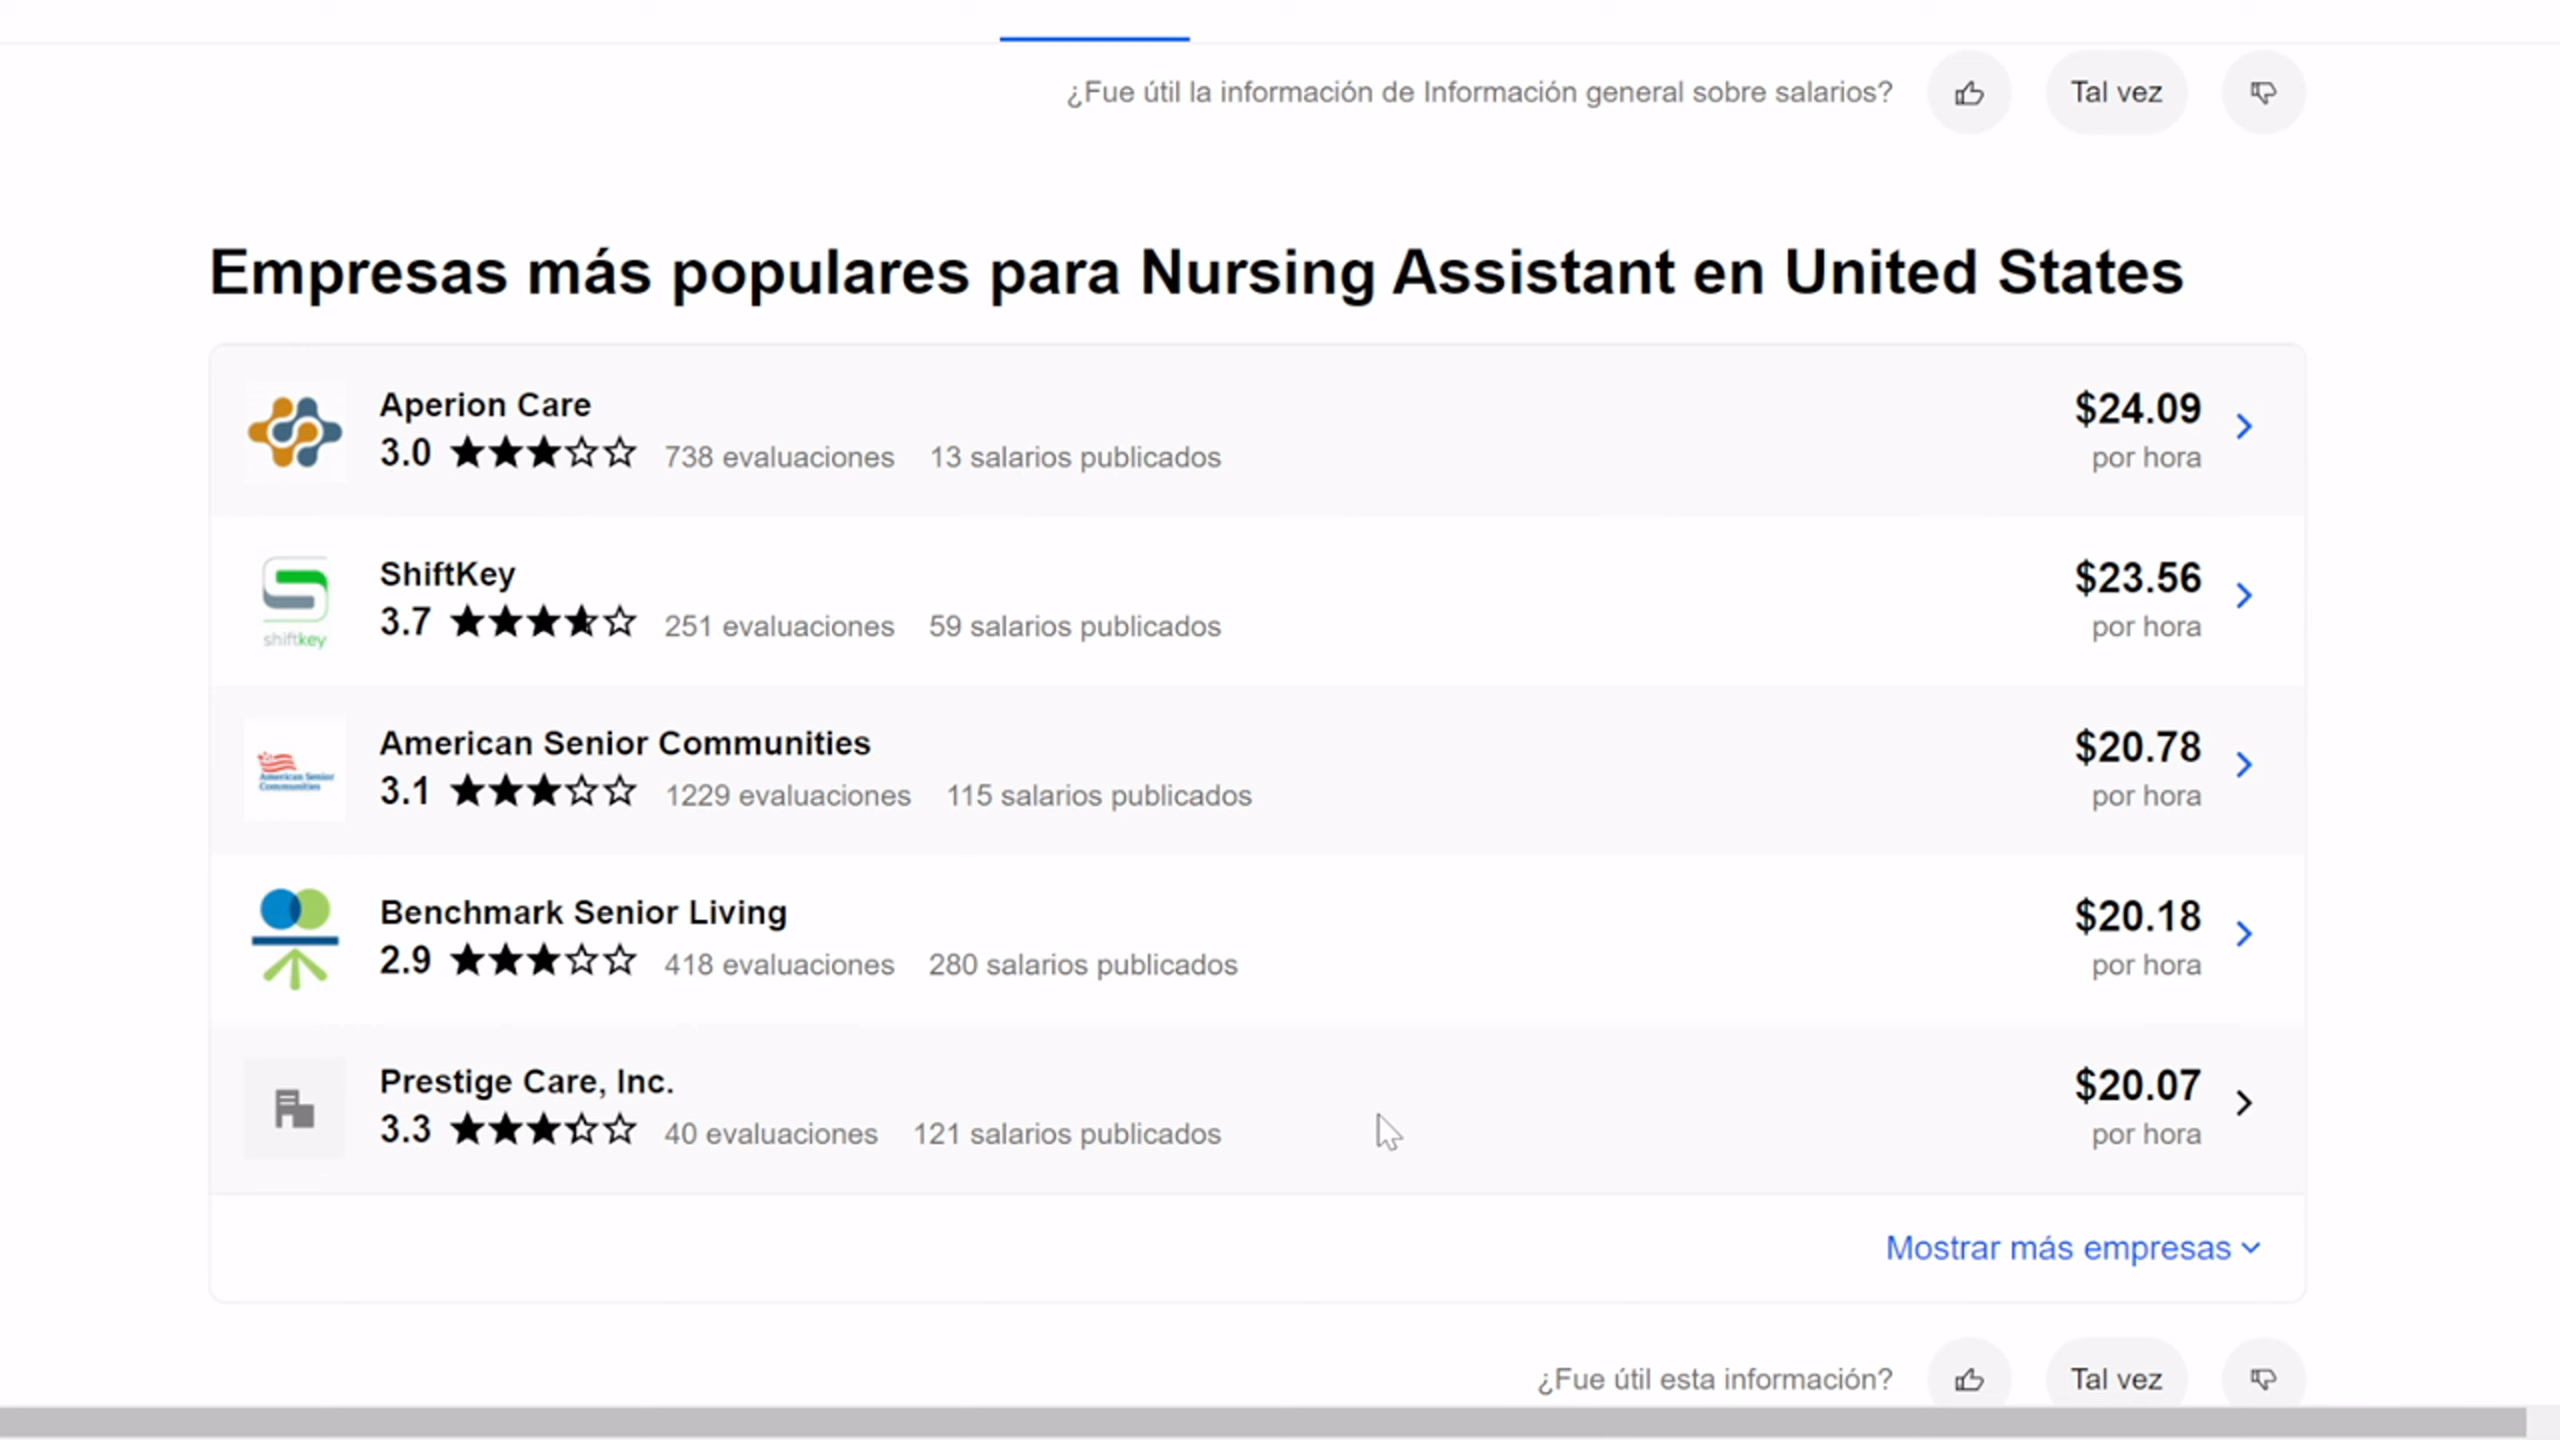 ¿Fue útil la información de Información general sobre salarios?
Tal vez
Empresas más populares para Nursing Assistant en United States
Aperion Care
$24.09
3.0
738 evaluaciones
13 salarios publicados
por hora
ShiftKey
$23.56
3.7
251 evaluaciones
59 salarios publicados
por hora
shiftkey
American Senior Communities
$20.78
American Senior
Communities
3.1
1229 evaluaciones
115 salarios publicados
por hora
Benchmark Senior Living
$20.18
2.9
418 evaluaciones
280 salarios publicados
por hora
Prestige Care, Inc.
$20.07
3.3
40 evaluaciones
121 salarios publicados
por hora
Mostrar más empresas
¿Fue útil esta información?
Tal vez